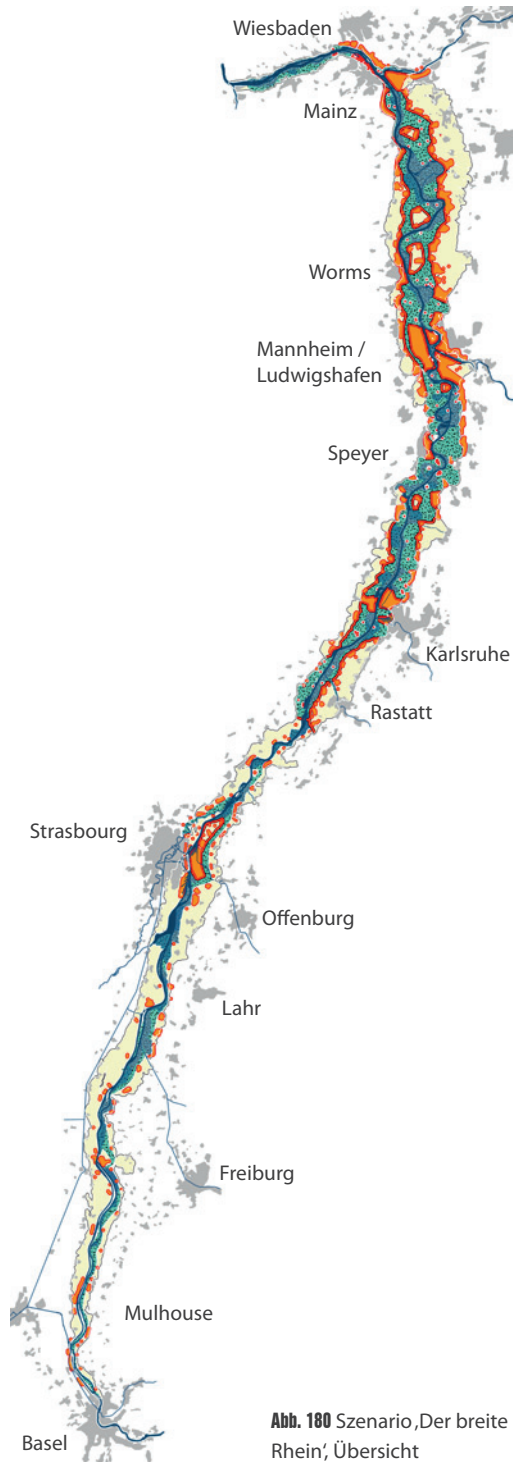 Wiesbaden
Mainz
Worms
Mannheim /
Ludwigshafen
Speyer
Karlsruhe
Rastatt
Strasbourg
Offenburg
Lahr
Freiburg
Mulhouse
Basel
Abb. 180 Szenario ‚Der breite
Rhein‘, Übersicht